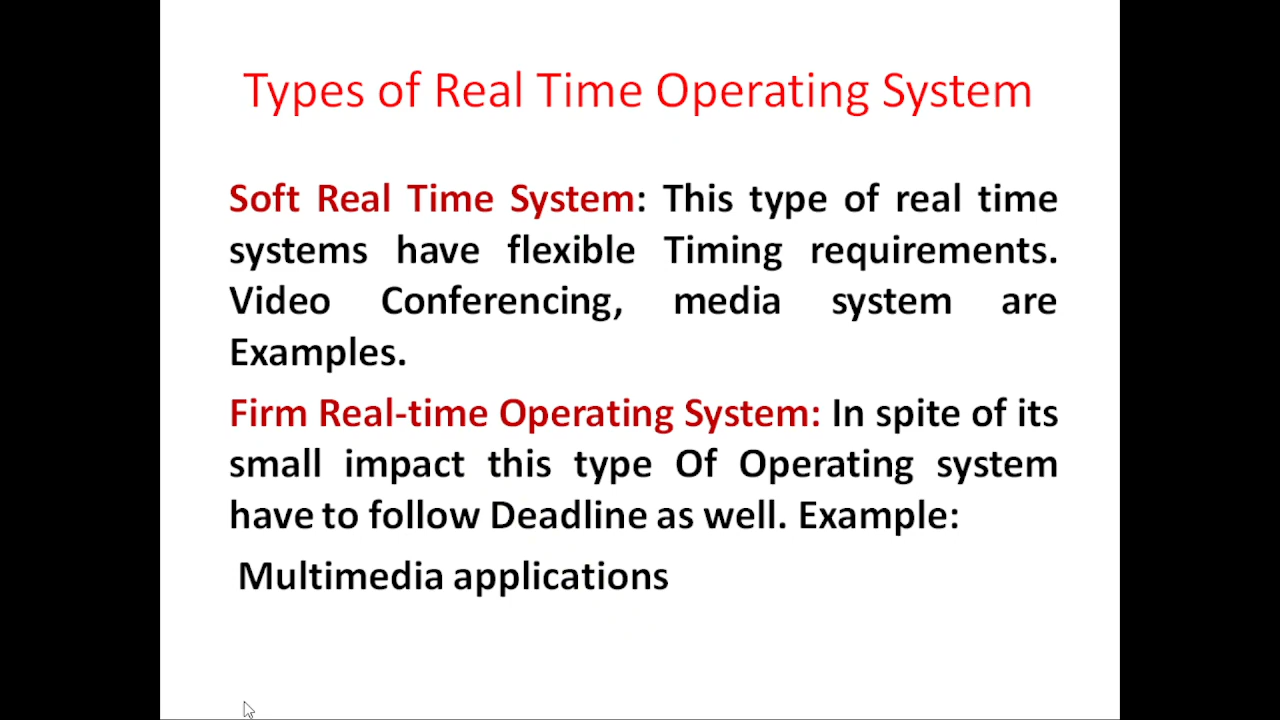 Types of Real Time Operating System
Soft Real Time System: This type of real time
systems have flexible Timing requirements.
Video Conferencing, media system are
Examples.
Firm Real-time Operating System: In spite of its
small impact this type Of Operating system
have to follow Deadline as well. Example:
Multimedia applications